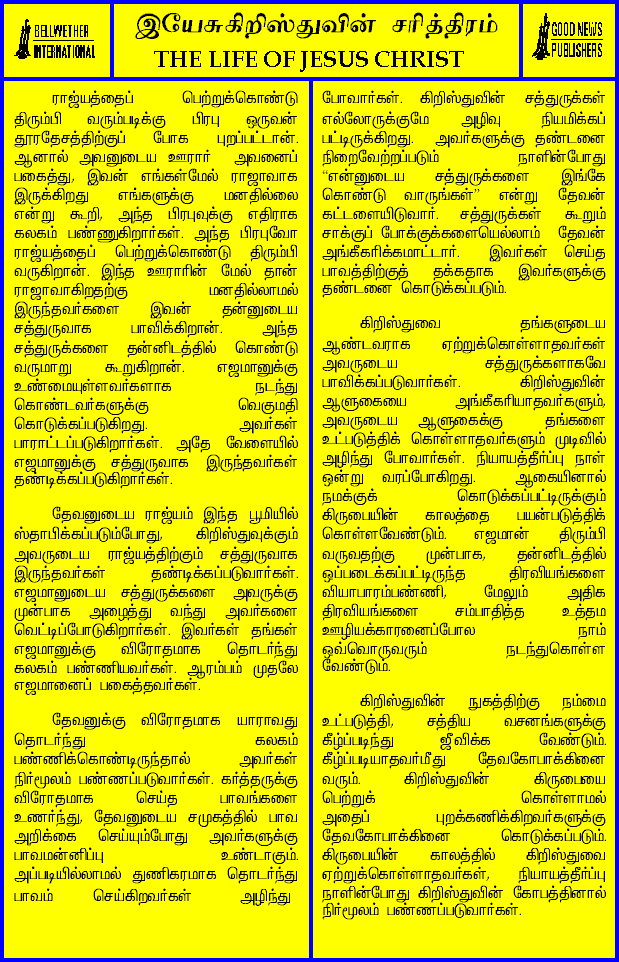 BELLWETHER
INTERNATIONAL
இயேசுகிறிஸ்துவின் சரித்திரம்
THE LIFE OF JESUS CHRIST
GOOD NEWS
PUBLISHERS
ராஜ்யத்தைப் பெற்றுக்கொண்டு
திரும்பி வரும்படிக்கு பிரபு ஒருவன்
தூரதேசத்திற்குப் போக புறப்பட்டான்.
ஆனால் அவனுடைய ஊரார் அவனைப்
பகைத்து, இவன் எங்கள்மேல் ராஜாவாக
இருக்கிறது எங்களுக்கு மனதில்லை
என்று கூறி, அந்த பிரபுவுக்கு எதிராக
கலகம் பண்ணுகிறார்கள். அந்த பிரபுவோ
ராஜ்யத்தைப் பெற்றுக்கொண்டு திரும்பி
வருகிறான். இந்த ஊராரின் மேல் தான்
ராஜாவாகிறதற்கு மனதில்லாமல்
இருந்தவர்களை இவன் தன்னுடைய
சத்துருவாக பாவிக்கிறான். அந்த
சத்துருக்களை தன்னிடத்தில் கொண்டு
வருமாறு கூறுகிறான். எஜமானுக்கு
உண்மையுள்ளவர்களாக நடந்து
கொண்டவர்களுக்கு வெகுமதி
கொடுக்கப்படுகிறது. அவர்கள்
பாராட்டப்படுகிறார்கள். அதே வேளையில்
எஜமானுக்கு சத்துருவாக இருந்தவர்கள்
தண்டிக்கப்படுகிறார்கள்.
தேவனுடைய ராஜ்யம் இந்த பூமியில்
ஸ்தாபிக்கப்படும்போது, கிறிஸ்துவுக்கும்
அவருடைய ராஜ்யத்திற்கும் சத்துருவாக
இருந்தவர்கள் தண்டிக்கப்படுவார்கள்.
எஜமானுடைய சத்துருக்களை அவருக்கு
முன்பாக அழைத்து வந்து அவர்களை
வெட்டிப்போடுகிறார்கள். இவர்கள் தங்கள்
எஜமானுக்கு விரோதமாக தொடர்ந்து
கலகம் பண்ணியவர்கள். ஆரம்பம் முதலே
எஜமானைப் பகைத்தவர்கள்.
தேவனுக்கு விரோதமாக யாராவது
தொடர்ந்து கலகம்
பண்ணிக்கொண்டிருந்தால் அவர்கள்
நிர்மூலம் பண்ணப்படுவார்கள். கர்த்தருக்கு
விரோதமாக செய்த பாவங்களை
உணர்ந்து, தேவனுடைய சமுகத்தில் பாவ
அறிக்கை செய்யும்போது அவர்களுக்கு
பாவமன்னிப்பு உண்டாகும்.
அப்படியில்லாமல் துணிகரமாக தொடர்ந்து
பாவம் செய்கிறவர்கள் அழிந்து
போவார்கள். கிறிஸ்துவின் சத்துருக்கள்
எல்லோருக்குமே அழிவு நியமிக்கப்
பட்டிருக்கிறது. அவர்களுக்கு தண்டனை
நிறைவேற்றப்படும் நாளின்போது
“என்னுடைய சத்துருக்களை இங்கே
கொண்டு வாருங்கள்” என்று தேவன்
கட்டளையிடுவார். சத்துருக்கள் கூறும்
சாக்குப் போக்குக்களையெல்லாம் தேவன்
அங்கீகரிக்கமாட்டார். இவர்கள் செய்த
பாவத்திற்குத் தக்கதாக இவர்களுக்கு
தண்டனை கொடுக்கப்படும்.
கிறிஸ்துவை தங்களுடைய
ஆண்டவராக ஏற்றுக்கொள்ளாதவர்கள்
அவருடைய சத்துருக்களாகவே
பாவிக்கப்படுவார்கள். கிறிஸ்துவின்
ஆளுகையை அங்கீகரியாதவர்களும்,
அவருடைய ஆளுகைக்கு தங்களை
உட்படுத்திக் கொள்ளாதவர்களும் முடிவில்
அழிந்து போவார்கள். நியாயத்தீர்ப்பு நாள்
ஒன்று வரப்போகிறது. ஆகையினால்
நமக்குக் கொடுக்கப்பட்டிருக்கும்
கிருபையின் காலத்தை பயன்படுத்திக்
கொள்ளவேண்டும். எஜமான் திரும்பி
வருவதற்கு முன்பாக, தன்னிடத்தில்
ஒப்படைக்கப்பட்டிருந்த திரவியங்களை
வியாபாரம்பண்ணி, மேலும் அதிக
திரவியங்களை சம்பாதித்த உத்தம
ஊழியக்காரனைப்போல நாம்
ஒவ்வொருவரும் நடந்துகொள்ள
வேண்டும்.
கிறிஸ்துவின் நுகத்திற்கு நம்மை
உட்படுத்தி, சத்திய வசனங்களுக்கு
கீழ்ப்படிந்து ஜீவிக்க வேண்டும்.
கீழ்ப்படியாதவர்மீது தேவகோபாக்கினை
வரும். கிறிஸ்துவின் கிருபையை
பெற்றுக் கொள்ளாமல்
அதைப் புறக்கணிக்கிறவர்களுக்கு
தேவகோபாக்கினை கொடுக்கப்படும்.
கிருபையின் காலத்தில் கிறிஸ்துவை
ஏற்றுக்கொள்ளாதவர்கள், நியாயத்தீர்ப்பு
நாளின்போது கிறிஸ்துவின் கோபத்தினால்
நிர்மூலம் பண்ணப்படுவார்கள்.